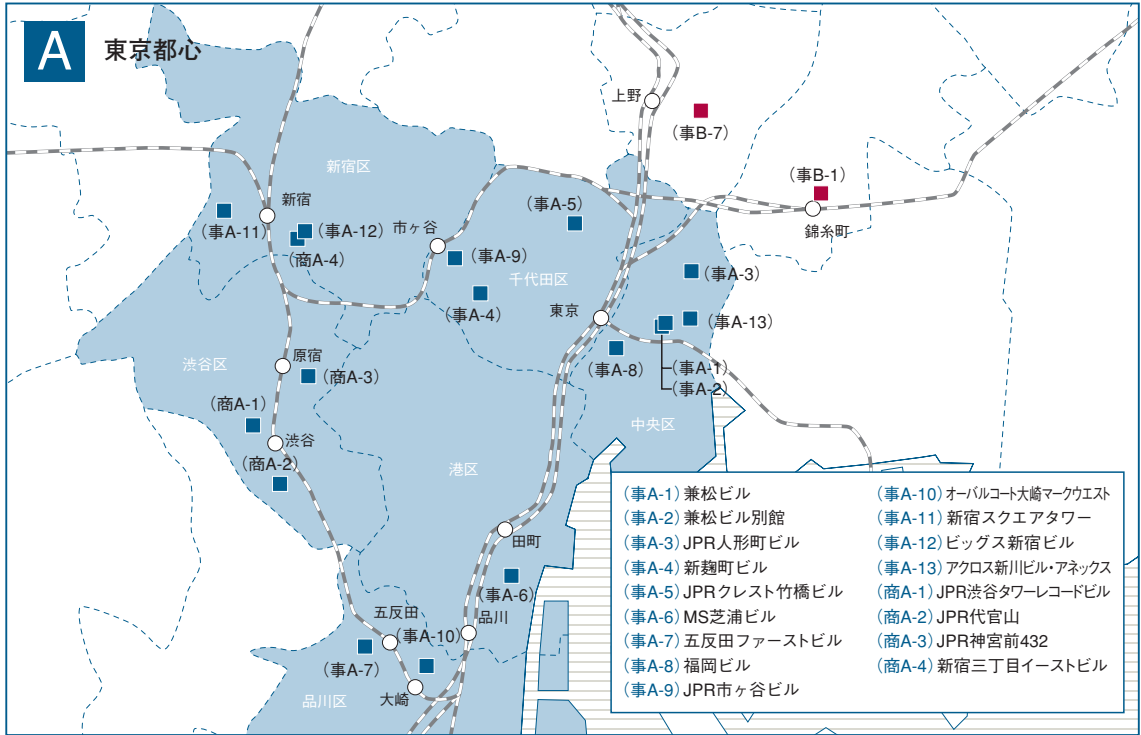 A 東京都心
上野
(事B-7)
新宿区
(事B-1)
錦糸町
新宿
(事A-11)
(事A-12)
(商A-4)
市ヶ谷
(事A-5)
(事A-9)
千代田区
(事A-4)
(事A-3)
東京
(事A-13)
(事A-8)
(事A-1)
(事A-2)
渋谷区
原宿
(商A-3)
(商A-1)
中央区
渋谷
(商A-2)
港区
田町
(事A-6)
五反田
(事A-10)
品川
(事A-7)
品川区
大崎
(事A-1)兼松ビル
(事A-2)兼松ビル別館
(事A-3)JPR人形町ビル
(事A-4)新麹町ビル
(事A-5)JPRクレスト竹橋ビル
(事A-6)MS芝浦ビル
(事A-7)五反田ファーストビル
(事A-8)福岡ビル
(事A-9)JPR市ヶ谷ビル
(事A-10)オーバルコート大崎マークウエスト
(事A-11)新宿スクエアタワー
(事A-12)ビッグス新宿ビル
(事A-13)アクロス新川ビル・アネックス
(商A-1)JPR渋谷タワーレコードビル
(商A-2)JPR代官山
(商A-3)JPR神宮前432
(商A-4)新宿三丁目イーストビル